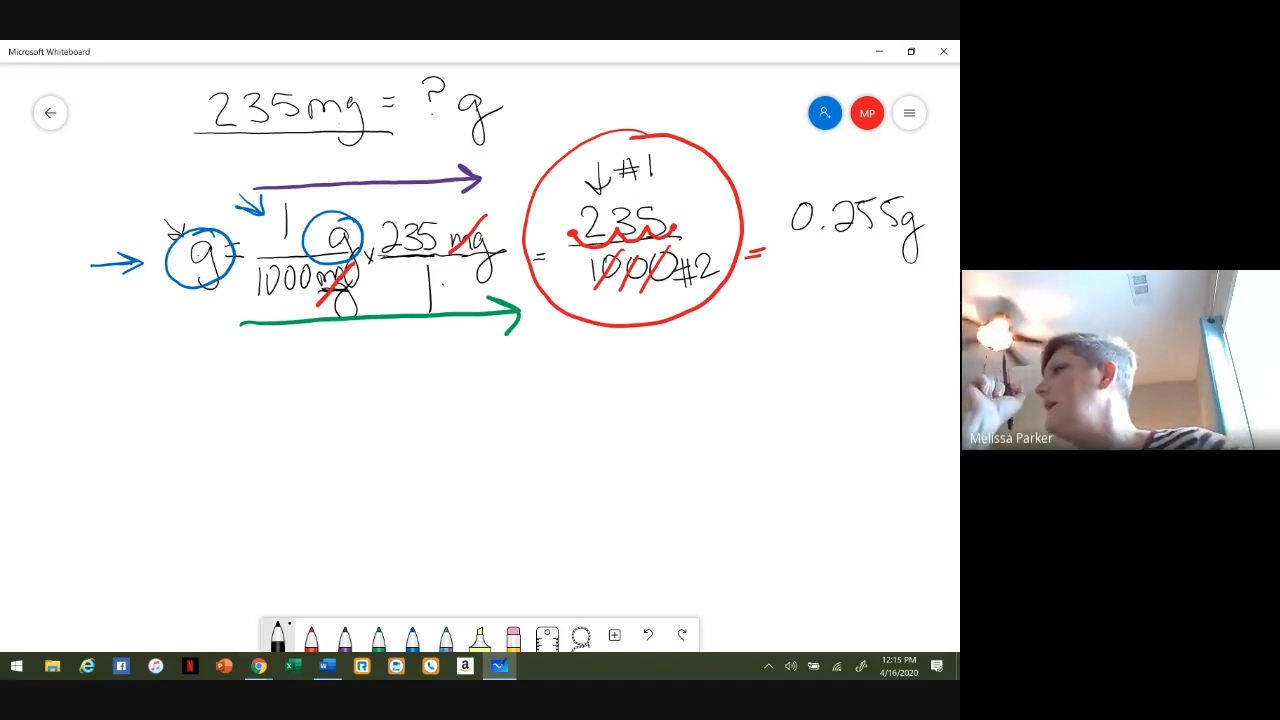 Microsoft Whiteboard
235 mg = ? g
MP
#1
g = 1 g / 1000 mg × 235 mg / 1 = 235 / 1000 #2 = 0.255g
Melissa Parker
12:15 PM
4/16/2020